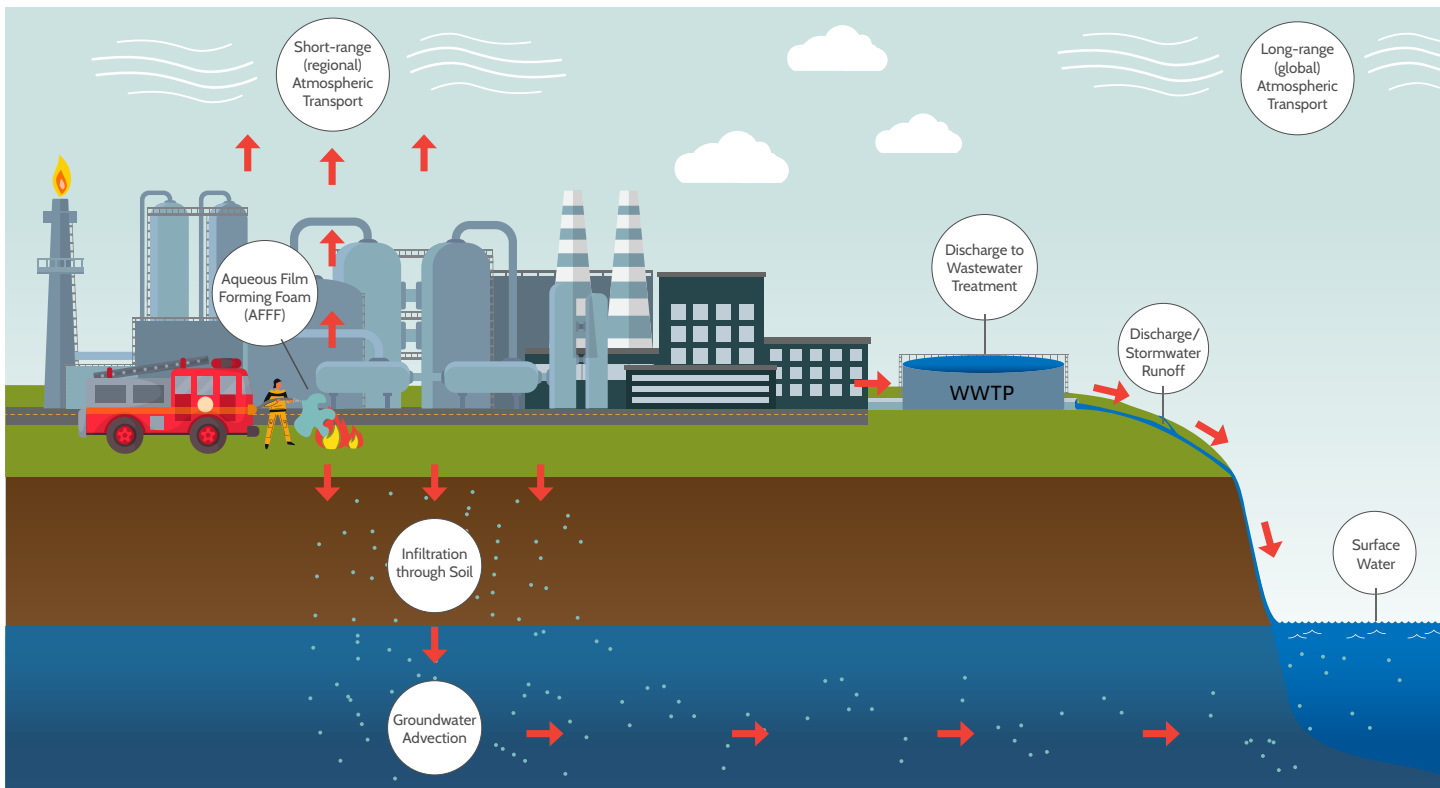 Short-range
(regional)
Atmospheric
Transport
Long-range
(global)
Atmospheric
Transport
Aqueous Film
Forming Foam
(AFFF)
Discharge to
Wastewater
Treatment
Discharge/
Stormwater
Runoff
WWTP
Infiltration
through Soil
Surface
Water
Groundwater
Advection